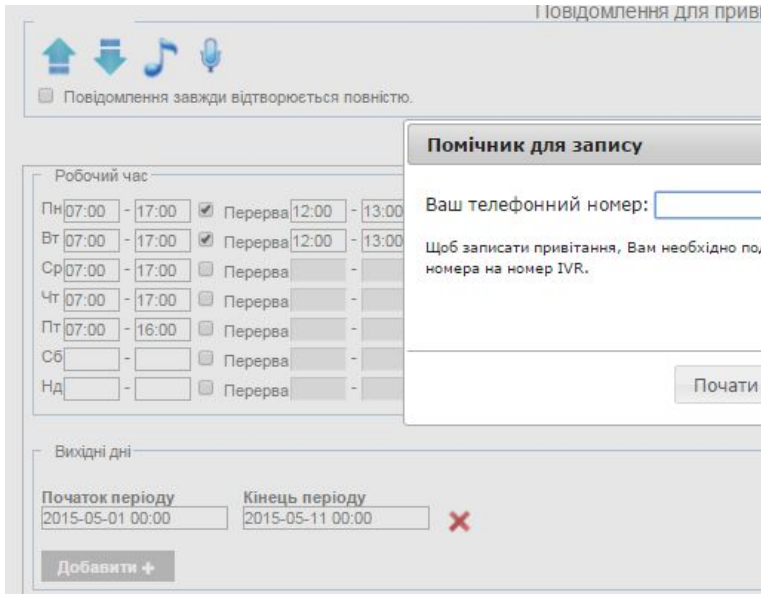 Повідомлення для прив
Повідомлення завжди відтворюється повністю.
Помічник для запису
Ваш телефонний номер:
Щоб записати привітання, Вам необхідно под
номера на номер IVR.
Почати
Робочий час
Пн 07:00 - 17:00 Перерва 12:00 - 13:00
Вт 07:00 - 17:00 Перерва 12:00 - 13:00
Ср 07:00 - 17:00 Перерва -
Чт 07:00 - 17:00 Перерва -
Пт 07:00 - 16:00 Перерва -
Сб - Перерва -
Нд - Перерва -
Вихідні дні
Початок періоду Кінець періоду
2015-05-01 00:00 2015-05-11 00:00
Добавити +